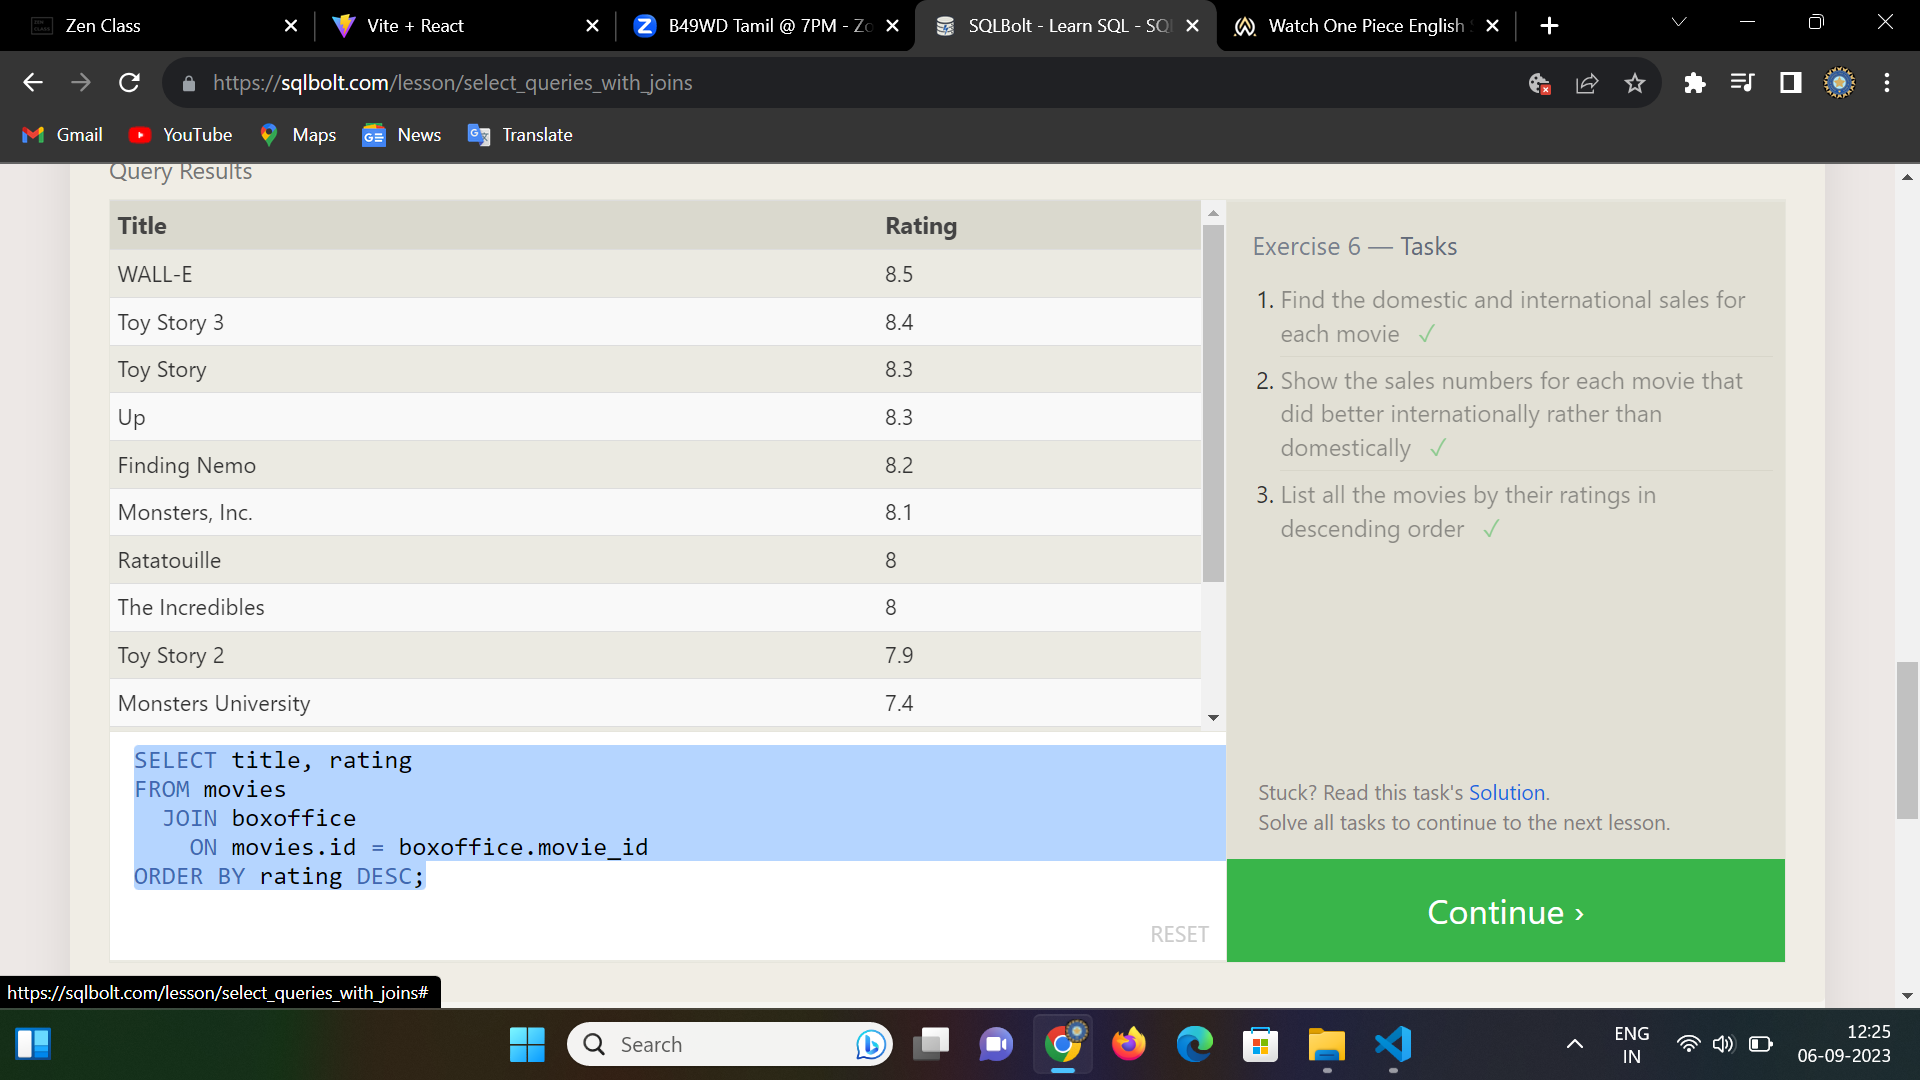 Zen Class
Vite + React
B49WD Tamil @ 7PM - Zo
SQLBolt - Learn SQL - SQ
Watch One Piece English
https://sqlbolt.com/lesson/select_queries_with_joins
Gmail
YouTube
Maps
News
Translate
Query Results
Title Rating
WALL-E 8.5
Toy Story 3 8.4
Toy Story 8.3
Up 8.3
Finding Nemo 8.2
Monsters, Inc. 8.1
Ratatouille 8
The Incredibles 8
Toy Story 2 7.9
Monsters University 7.4
SELECT title, rating
FROM movies
JOIN boxoffice
ON movies.id = boxoffice.movie_id
ORDER BY rating DESC;
RESET
Exercise 6 — Tasks
1. Find the domestic and international sales for
each movie ✓
2. Show the sales numbers for each movie that
did better internationally rather than
domestically ✓
3. List all the movies by their ratings in
descending order ✓
Stuck? Read this task's Solution.
Solve all tasks to continue to the next lesson.
Continue ›
https://sqlbolt.com/lesson/select_queries_with_joins#
Search
ENG
IN
12:25
06-09-2023